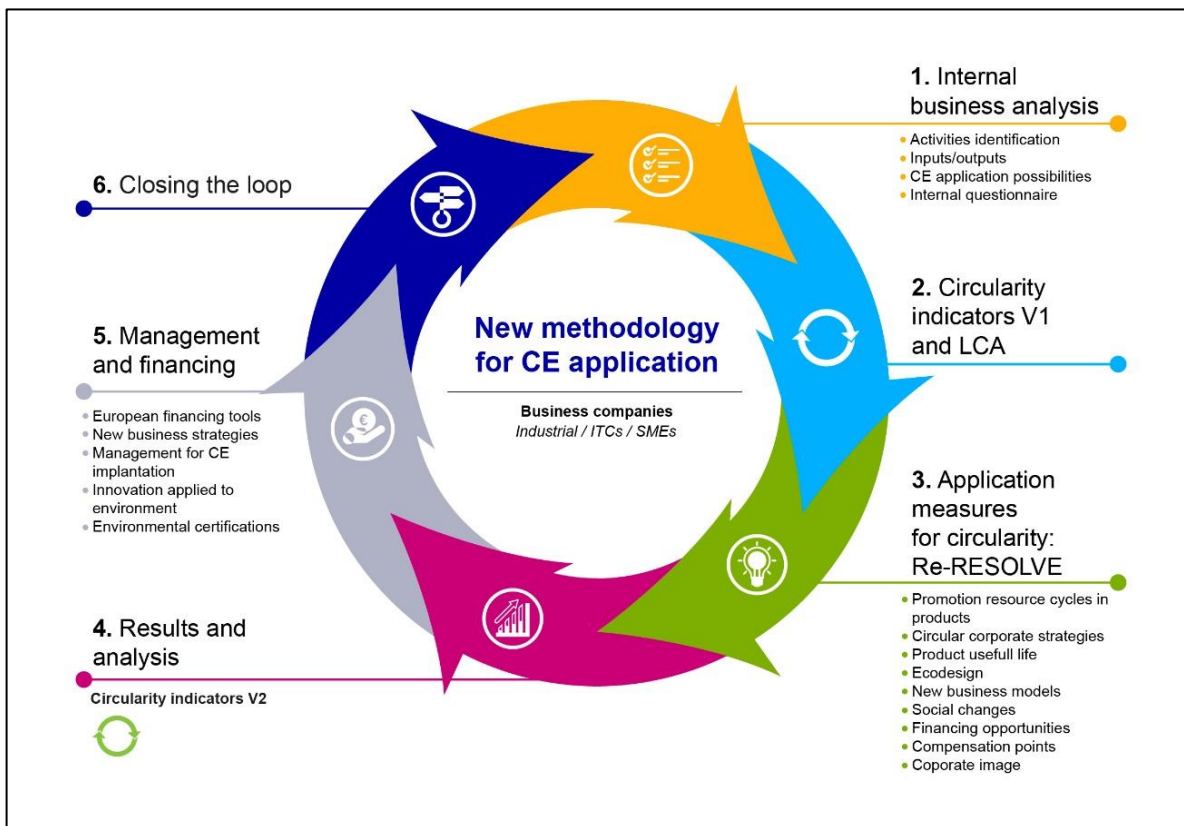 1. Internal
business analysis
Activities identification
Inputs/outputs
CE application possibilities
Internal questionnaire
2. Circularity
indicators V1
and LCA
3. Application
measures
for circularity:
Re-RESOLVE
Promotion resource cycles in
products
Circular corporate strategies
Product usefull life
Ecodesign
New business models
Social changes
Financing opportunities
Compensation points
Coporate image
4. Results and
analysis
Circularity indicators V2
5. Management
and financing
European financing tools
New business strategies
Management for CE
implantation
Innovation applied to
environment
Environmental certifications
6. Closing the loop
New methodology
for CE application
Business companies
Industrial / ITCs / SMEs
€